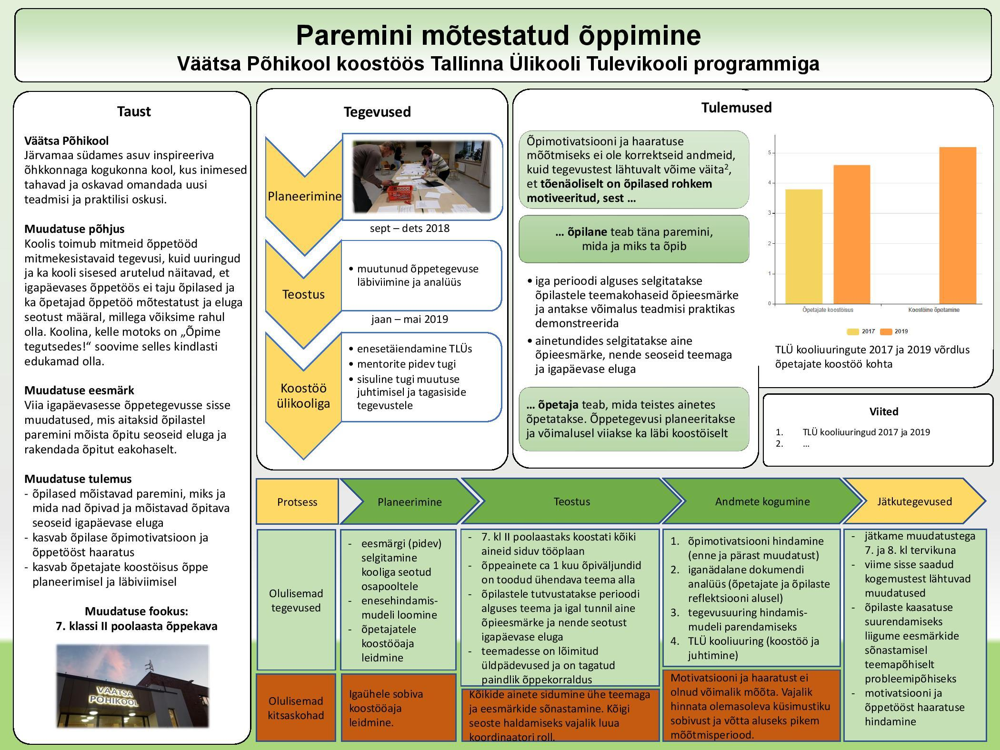 Paremini mõtestatud õppimine
Väätsa Põhikool koostöös Tallinna Ülikooli Tulevikooli programmiga
Taust
Väätsa Põhikool
Järvamaa südames asuv inspireeriva
õhkkonnaga kogukonna kool, kus inimesed
tahavad ja oskavad omandada uusi
teadmisi ja praktilisi oskusi.
Muudatuse põhjus
Koolis toimub mitmeid õppetööd
mitmekesistavaid tegevusi, kuid uuringud
ja ka kooli sisesed arutelud näitavad, et
igapäevases õppetöös ei taju õpilased ja
ka õpetajad õppetöö mõtestatust ja eluga
seotust määral, millega võiksime rahul
olla. Koolina, kelle motoks on „Õpime
tegutsedes!“ soovime selles kindlasti
edukamad olla.
Muudatuse eesmärk
Viia igapäevasesse õppetegevusse sisse
muudatused, mis aitaksid õpilastel
paremini mõista õpitu seoseid eluga ja
rakendada õpitut eakohaselt.
Muudatuse tulemus
- õpilased mõistavad paremini, miks ja
mida nad õpivad ja mõistavad õpitava
seoseid igapäevase eluga
- kasvab õpilase õpimotivatsioon ja
õppetööst haaratus
- kasvab õpetajate koostöisus õppe
planeerimisel ja läbiviimisel
Muudatuse fookus:
7. klassi II poolaasta õppekava
VÄÄTSA
PÕHIKOOL
Tegevused
Planeerimine
sept – dets 2018
Teostus
• muutunud õppetegevuse
läbiviimine ja analüüs
jaan – mai 2019
Koostöö
ülikooliga
• enesetäiendamine TLÜs
• mentorite pidev tugi
• sisuline tugi muutuse
juhtimisel ja tagasiside
tegevustele
Tulemused
Õpimotivatsiooni ja haaratuse
mõõtmiseks ei ole korrektseid andmeid,
kuid tegevustest lähtuvalt võime väita²,
et tõenäoliselt on õpilased rohkem
motiveeritud, sest …
… õpilane teab täna paremini,
mida ja miks ta õpib
• iga perioodi alguses selgitatakse
õpilastele teemakohaseid õpieesmärke
ja antakse võimalus teadmisi praktikas
demonstreerida
• ainetundides selgitatakse aine
õpieesmärke, nende seoseid teemaga
ja igapäevase eluga
… õpetaja teab, mida teistes ainetes
õpetatakse. Õppetegevusi planeeritakse
ja võimalusel viiakse ka läbi koostöiselt
5
4
3
2
1
0
Õpetajate koostöisus
Koostöine õpetamine
2017 2019
TLÜ kooliuuringute 2017 ja 2019 võrdlus
õpetajate koostöö kohta
Viited
1. TLÜ kooliuuringud 2017 ja 2019
2. …
Protsess
Planeerimine
Teostus
Andmete kogumine
Jätkutegevused
Olulisemad
tegevused
- eesmärgi (pidev)
selgitamine
kooliga seotud
osapooltele
- enesehindamis-
mudeli loomine
- õpetajatele
koostööaja
leidmine
- 7. kl II poolaastaks koostati kõiki
aineid siduv tööplaan
- õppeainete ca 1 kuu õpiväljundid
on toodud ühendava teema alla
- õpilastele tutvustatakse perioodi
alguses teema ja igal tunnil aine
õpieesmärke ja nende seotust
igapäevase eluga
- teemadesse on lõimitud
üldpädevused ja on tagatud
paindlik õppekorraldus
1. õpimotivatsiooni hindamine
(enne ja pärast muudatust)
2. iganädalane dokumendi
analüüs (õpetajate ja õpilaste
reflektsiooni alusel)
3. tegevusuuring hindamis-
mudeli parendamiseks
4. TLÜ kooliuuring (koostöö ja
juhtimine)
- jätkame muudatustega
7. ja 8. kl tervikuna
- viime sisse saadud
kogemustest lähtuvad
muudatused
- õpilaste kaasatuse
suurendamiseks
liigume eesmärkide
sõnastamisel
teemapõhiselt
probleemipõhiseks
- motivatsiooni ja
õppetööst haaratuse
hindamine
Olulisemad
kitsaskohad
Igaühele sobiva
koostööaja
leidmine.
Kõikide ainete sidumine ühe teemaga
ja eesmärkide sõnastamine. Kõigi
seoste haldamiseks vajalik luua
koordinaatori roll.
Motivatsiooni ja haaratust ei
olnud võimalik mõõta. Vajalik
hinnata olemasoleva küsimustiku
sobivust ja võtta aluseks pikem
mõõtmisperiood.